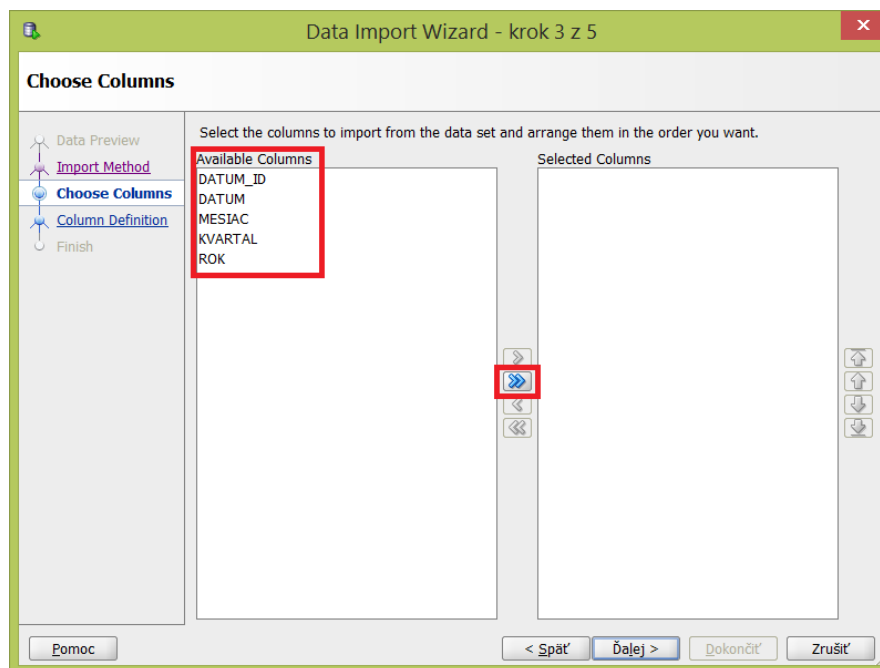 Data Import Wizard - krok 3 z 5
Choose Columns
Data Preview
Import Method
Choose Columns
Column Definition
Finish
Select the columns to import from the data set and arrange them in the order you want.
Available Columns
DATUM_ID
DATUM
MESIAC
KVARTAL
ROK
Selected Columns
Pomoc
< Späť
Ďalej >
Dokončiť
Zrušiť